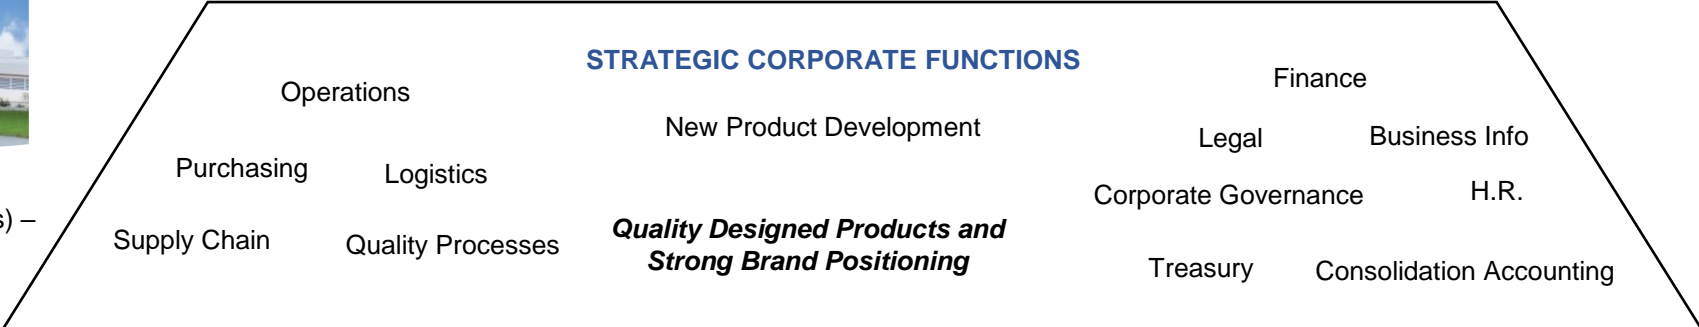 STRATEGIC CORPORATE FUNCTIONS
Operations
Finance
New Product Development
Legal
Business Info
Purchasing
Logistics
Corporate Governance
H.R.
s) –
Supply Chain
Quality Processes
Quality Designed Products and
Strong Brand Positioning
Treasury
Consolidation Accounting